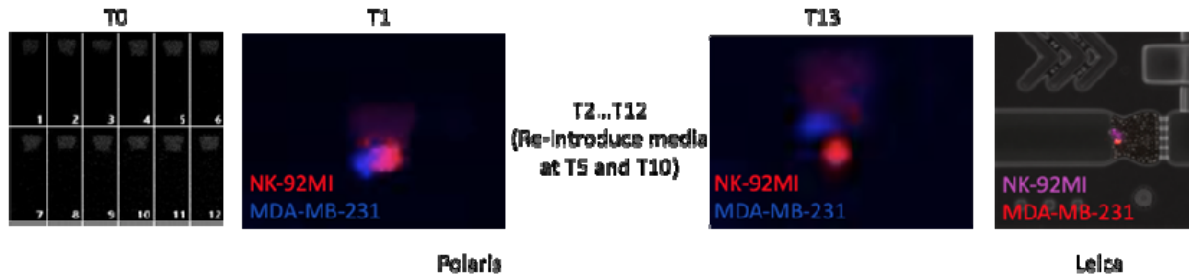 T0
T1
T13
1 2 3 4 5 6
7 8 9 10 11 12
NK-92MI
MDA-MB-231
T2...T12
(Re-Introduce media
at T5 and T10)
NK-92MI
MDA-MB-231
NK-92MI
MDA-MB-231
Polaris
Leica